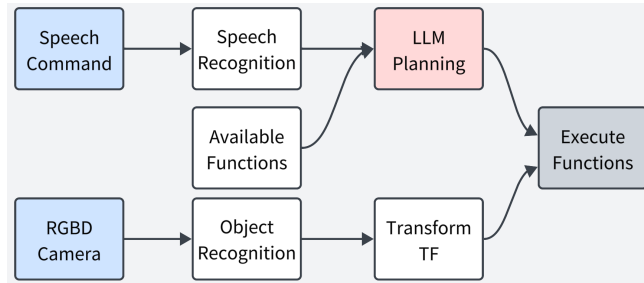 Speech
Command
Speech
Recognition
LLM
Planning
Available
Functions
Execute
Functions
RGBD
Camera
Object
Recognition
Transform
TF